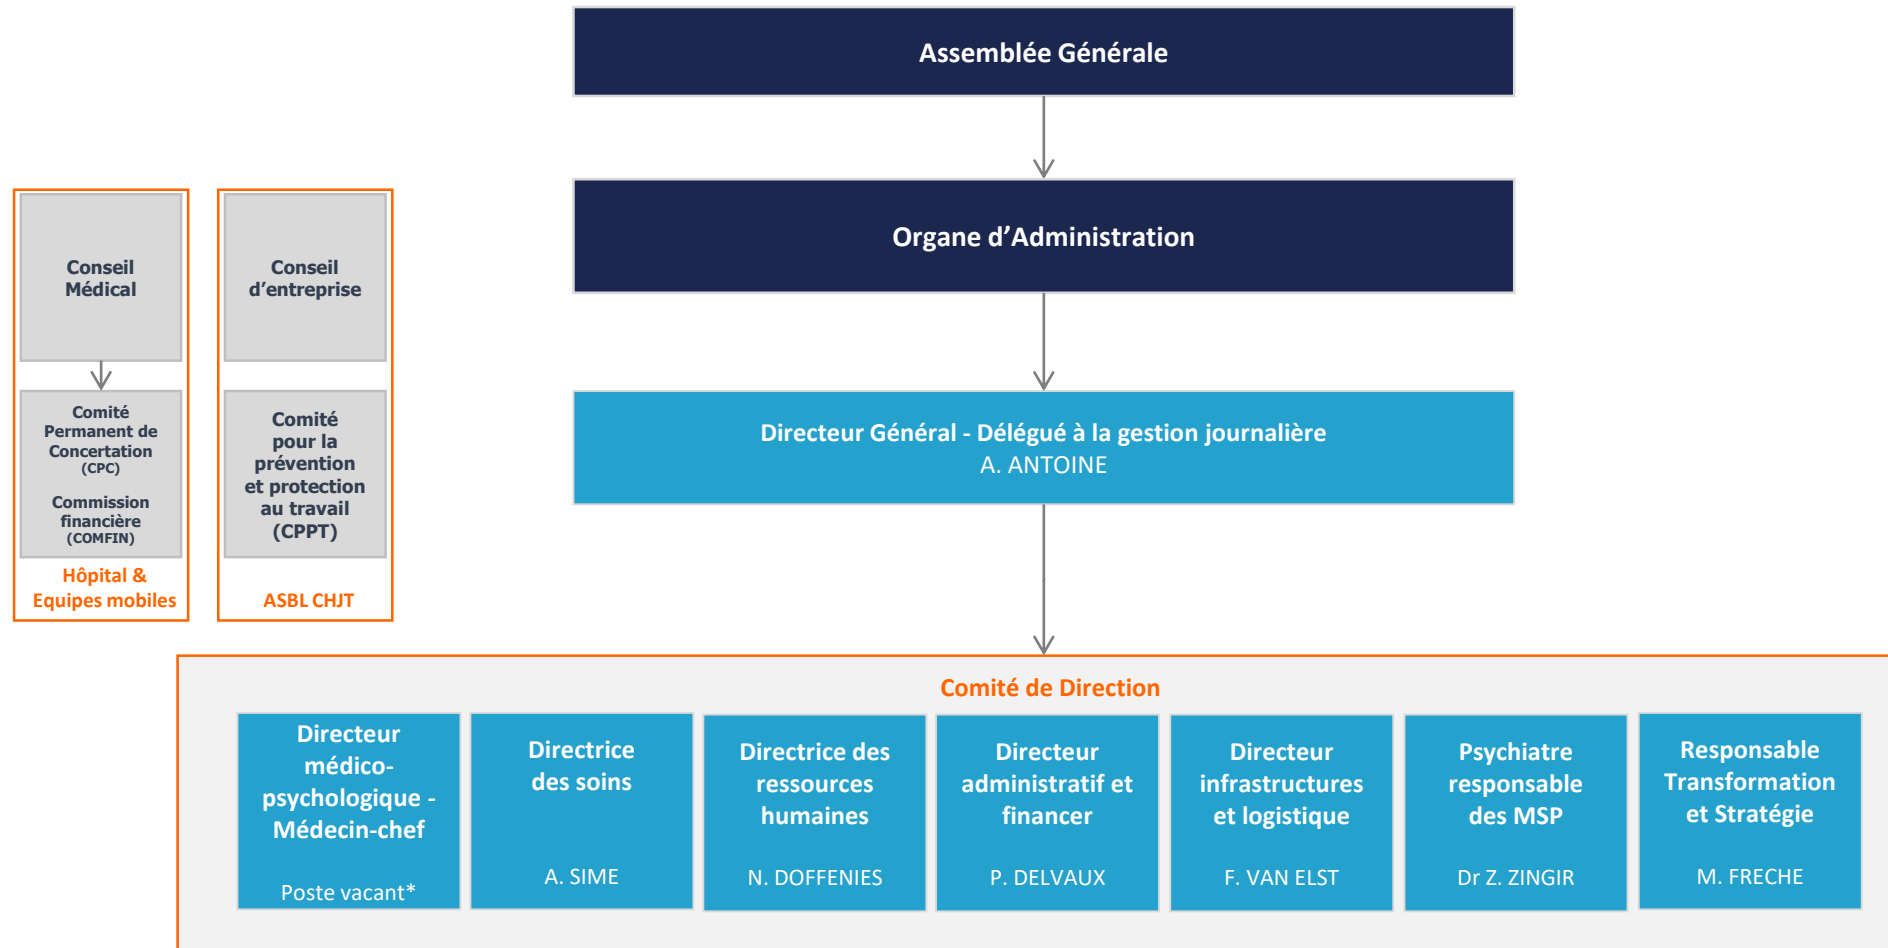 Assemblée Générale
Organe d’Administration
Conseil
Médical
Conseil
d’entreprise
Comité
Permanent de
Concertation
(CPC)
Commission
financière
(COMFIN)
Comité
pour la
prévention
et protection
au travail
(CPPT)
Hôpital &
Equipes mobiles
ASBL CHJT
Directeur Général - Délégué à la gestion journalière
A. ANTOINE
Comité de Direction
Directeur
médico-
psychologique -
Médecin-chef
Poste vacant*
Directrice
des soins
A. SIME
Directrice des
ressources
humaines
N. DOFFENIES
Directeur
administratif et
financer
P. DELVAUX
Directeur
infrastructures
et logistique
F. VAN ELST
Psychiatre
responsable
des MSP
Dr Z. ZINGIR
Responsable
Transformation
et Stratégie
M. FRECHE